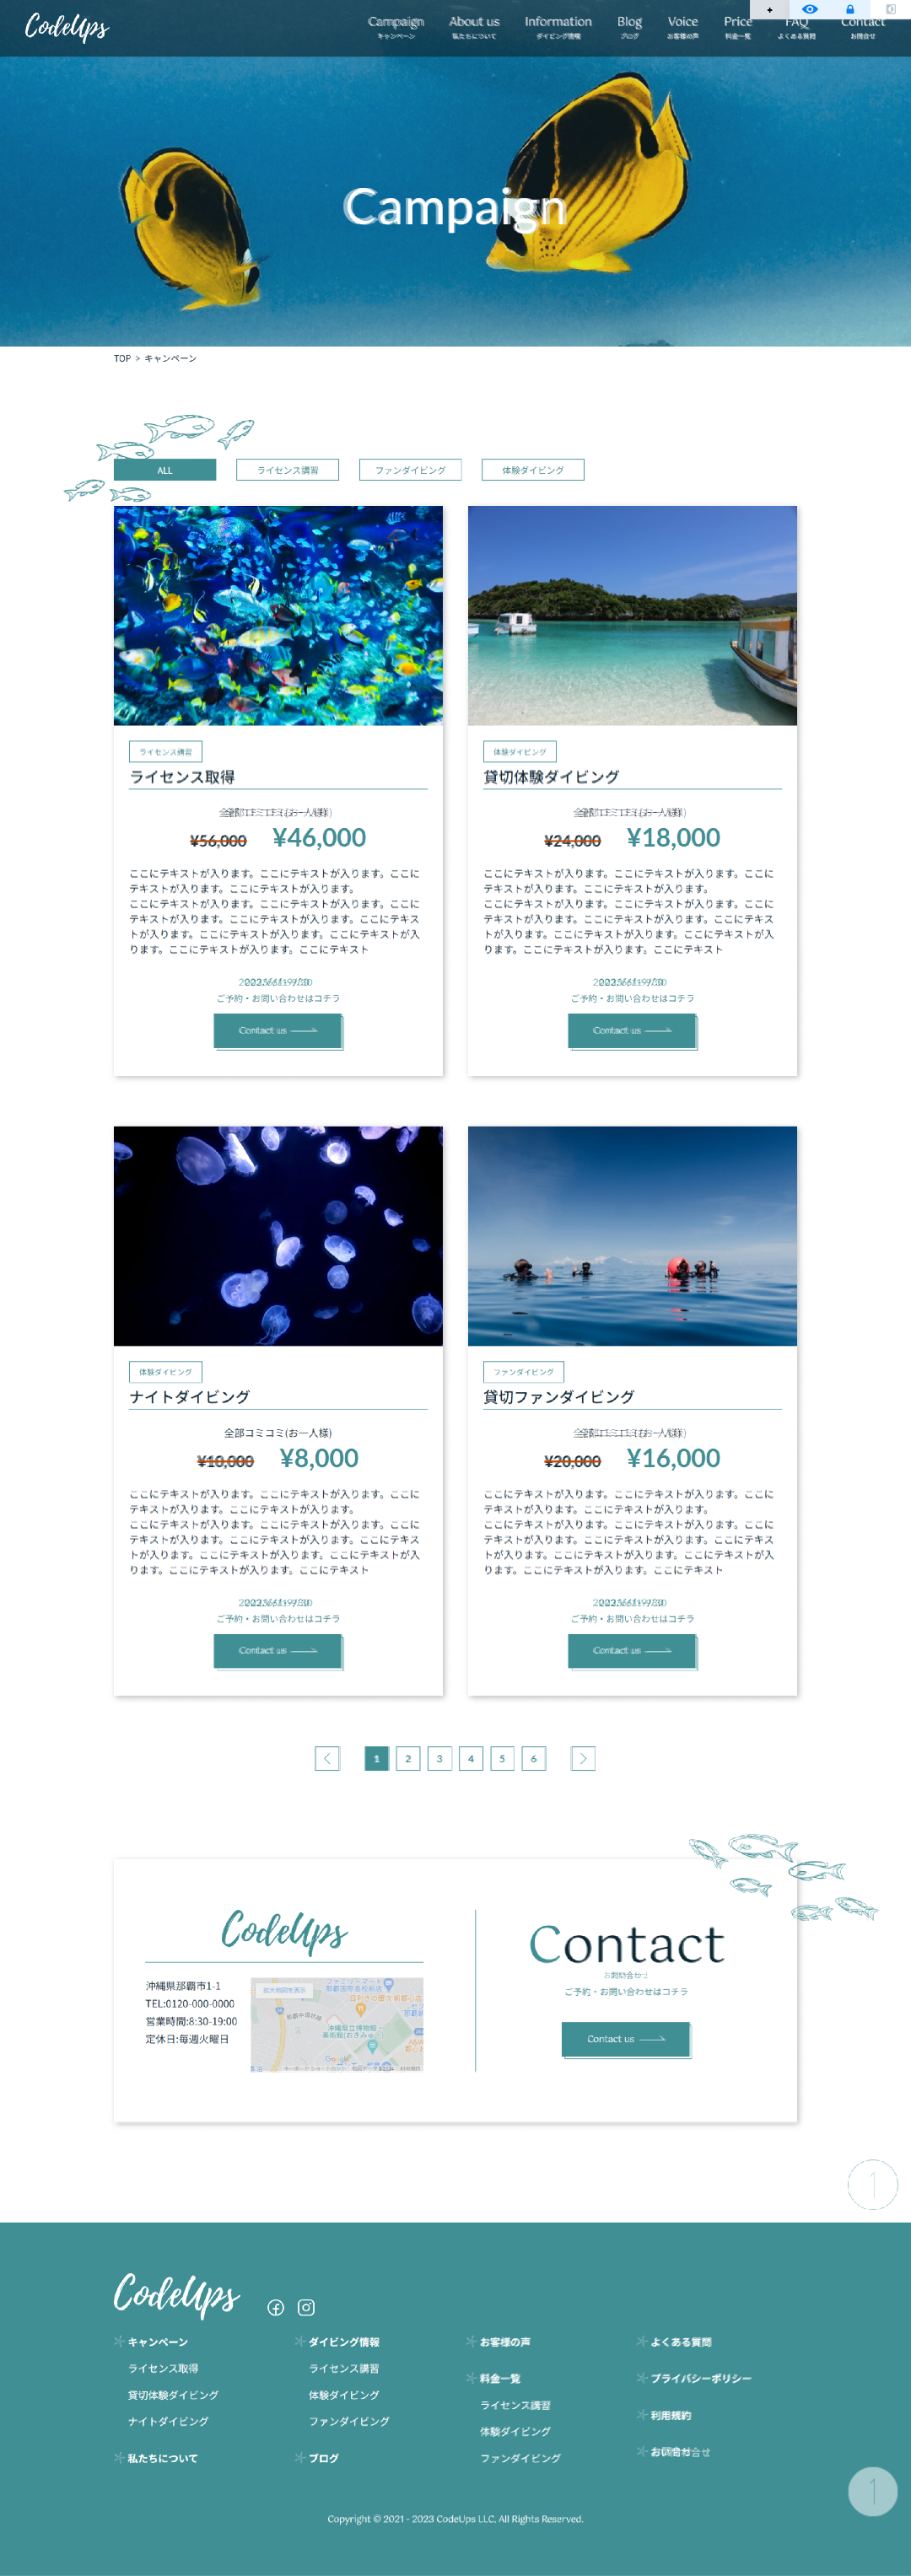 CodeUps
Campaign About us Information Blog Voice Price FAQ Contact
キャンペーン 私たちについて ダイビング情報 ブログ お客様の声 料金一覧 よくある質問 お問合せ
Campaign
TOP > キャンペーン
ALL ライセンス講習 ファンダイビング 体験ダイビング
ライセンス講習
ライセンス取得
¥56,000 ¥46,000
ここにテキストが入ります。ここにテキストが入ります。ここに
テキストが入ります。ここにテキストが入ります。
ここにテキストが入ります。ここにテキストが入ります。ここに
テキストが入ります。ここにテキストが入ります。ここにテキス
トが入ります。ここにテキストが入ります。ここにテキストが入
ります。ここにテキストが入ります。ここにテキスト
ご予約・お問い合わせはコチラ
Contact us
体験ダイビング
貸切体験ダイビング
¥24,000 ¥18,000
ここにテキストが入ります。ここにテキストが入ります。ここに
テキストが入ります。ここにテキストが入ります。
ここにテキストが入ります。ここにテキストが入ります。ここに
テキストが入ります。ここにテキストが入ります。ここにテキス
トが入ります。ここにテキストが入ります。ここにテキストが入
ります。ここにテキストが入ります。ここにテキスト
ご予約・お問い合わせはコチラ
Contact us
体験ダイビング
ナイトダイビング
全部コミコミ(お一人様)
¥10,000 ¥8,000
ここにテキストが入ります。ここにテキストが入ります。ここに
テキストが入ります。ここにテキストが入ります。
ここにテキストが入ります。ここにテキストが入ります。ここに
テキストが入ります。ここにテキストが入ります。ここにテキス
トが入ります。ここにテキストが入ります。ここにテキストが入
ります。ここにテキストが入ります。ここにテキスト
ご予約・お問い合わせはコチラ
Contact us
ファンダイビング
貸切ファンダイビング
¥20,000 ¥16,000
ここにテキストが入ります。ここにテキストが入ります。ここに
テキストが入ります。ここにテキストが入ります。
ここにテキストが入ります。ここにテキストが入ります。ここに
テキストが入ります。ここにテキストが入ります。ここにテキス
トが入ります。ここにテキストが入ります。ここにテキストが入
ります。ここにテキストが入ります。ここにテキスト
ご予約・お問い合わせはコチラ
Contact us
1 2 3 4 5 6
CodeUps
沖縄県那覇市1-1
TEL:0120-000-0000
営業時間:8:30-19:00
定休日:毎週火曜日
拡大地図を表示
Google
Contact
ご予約・お問い合わせはコチラ
Contact us
CodeUps
キャンペーン
ライセンス取得
貸切体験ダイビング
ナイトダイビング
私たちについて
ダイビング情報
ライセンス講習
体験ダイビング
ファンダイビング
ブログ
お客様の声
料金一覧
ライセンス講習
体験ダイビング
ファンダイビング
よくある質問
プライバシーポリシー
利用規約
Copyright © 2021 - 2023 CodeUps LLC. All Rights Reserved.